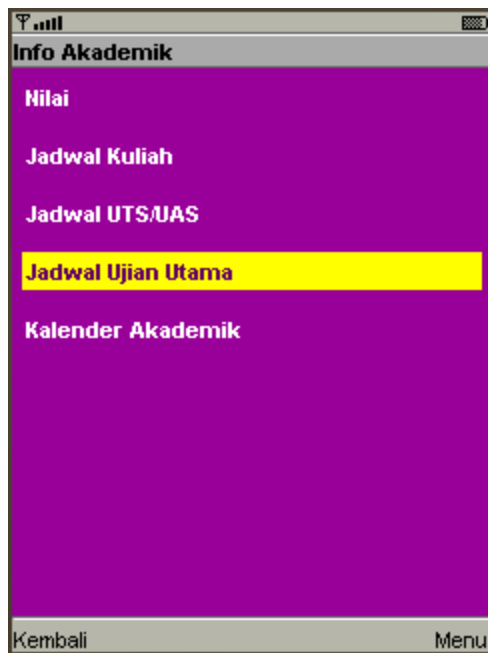 Info Akademik
Nilai
Jadwal Kuliah
Jadwal UTS/UAS
Jadwal Ujian Utama
Kalender Akademik
Kembali Menu